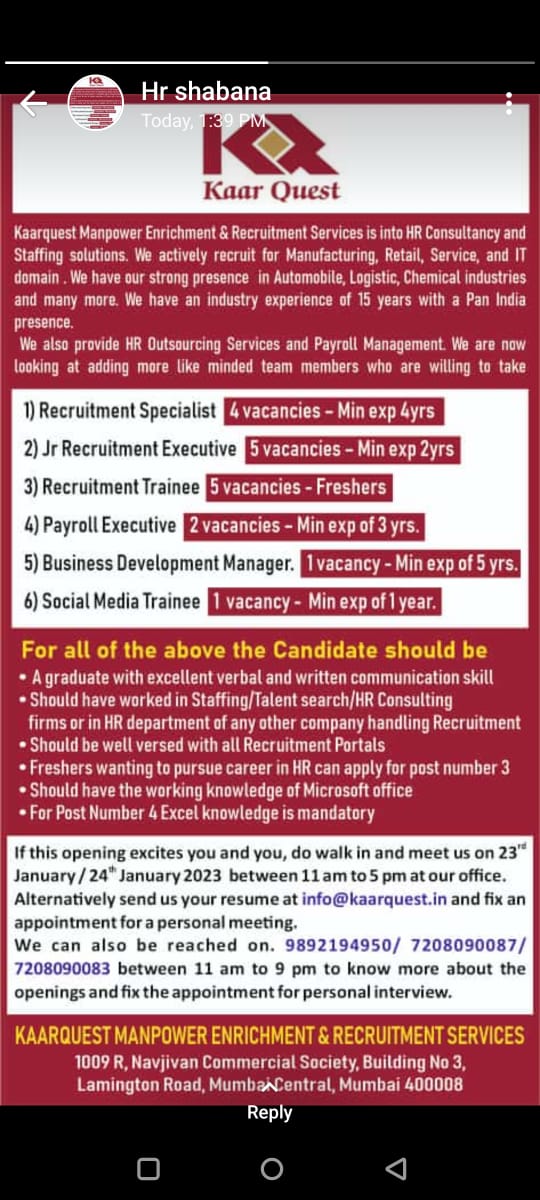 Hr shabana
Today, 1:39 PM
KQ
Kaar Quest
Kaarquest Manpower Enrichment & Recruitment Services is into HR Consultancy and
Staffing solutions. We actively recruit for Manufacturing, Retail, Service, and IT
domain . We have our strong presence in Automobile, Logistic, Chemical industries
and many more. We have an industry experience of 15 years with a Pan India
presence.
We also provide HR Outsourcing Services and Payroll Management. We are now
looking at adding more like minded team members who are willing to take
1) Recruitment Specialist 4 vacancies – Min exp 4yrs
2) Jr Recruitment Executive 5 vacancies – Min exp 2yrs
3) Recruitment Trainee 5 vacancies - Freshers
4) Payroll Executive 2 vacancies – Min exp of 3 yrs.
5) Business Development Manager. 1 vacancy - Min exp of 5 yrs.
6) Social Media Trainee 1 vacancy - Min exp of 1 year.
For all of the above the Candidate should be
• A graduate with excellent verbal and written communication skill
• Should have worked in Staffing/Talent search/HR Consulting
firms or in HR department of any other company handling Recruitment
• Should be well versed with all Recruitment Portals
• Freshers wanting to pursue career in HR can apply for post number 3
• Should have the working knowledge of Microsoft office
• For Post Number 4 Excel knowledge is mandatory
If this opening excites you and you, do walk in and meet us on 23rd
January / 24th January 2023 between 11 am to 5 pm at our office.
Alternatively send us your resume at info@kaarquest.in and fix an
appointment for a personal meeting.
We can also be reached on. 9892194950/ 7208090087/
7208090083 between 11 am to 9 pm to know more about the
openings and fix the appointment for personal interview.
KAARQUEST MANPOWER ENRICHMENT & RECRUITMENT SERVICES
1009 R, Navjivan Commercial Society, Building No 3,
Lamington Road, Mumbai Central, Mumbai 400008
Reply